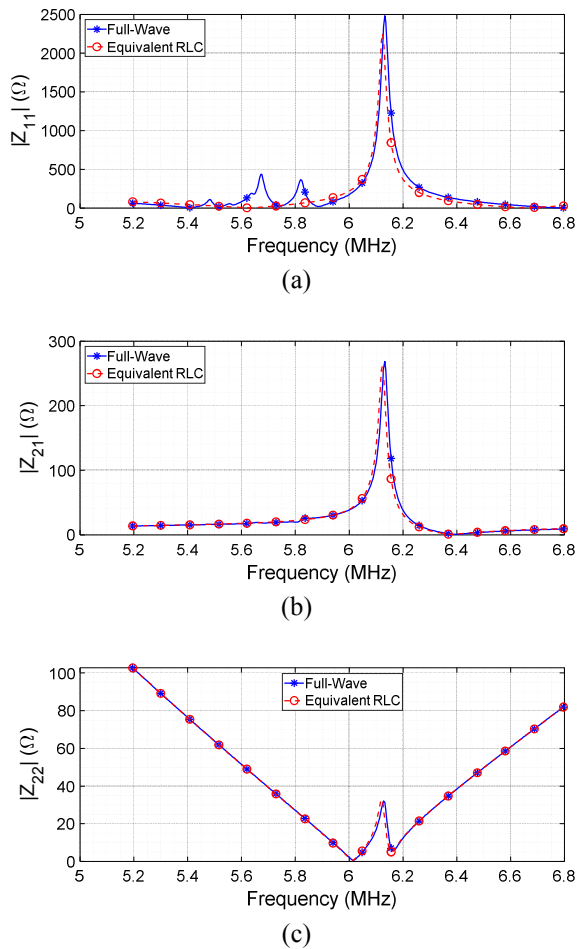 2500
2000
1500
1000
500
0
|Z11| (Ω)
Full-Wave
Equivalent RLC
5 5.2 5.4 5.6 5.8 6 6.2 6.4 6.6 6.8
Frequency (MHz)
(a)
300
200
100
0
|Z21| (Ω)
Full-Wave
Equivalent RLC
5 5.2 5.4 5.6 5.8 6 6.2 6.4 6.6 6.8
Frequency (MHz)
(b)
100
80
60
40
20
0
|Z22| (Ω)
Full-Wave
Equivalent RLC
5 5.2 5.4 5.6 5.8 6 6.2 6.4 6.6 6.8
Frequency (MHz)
(c)